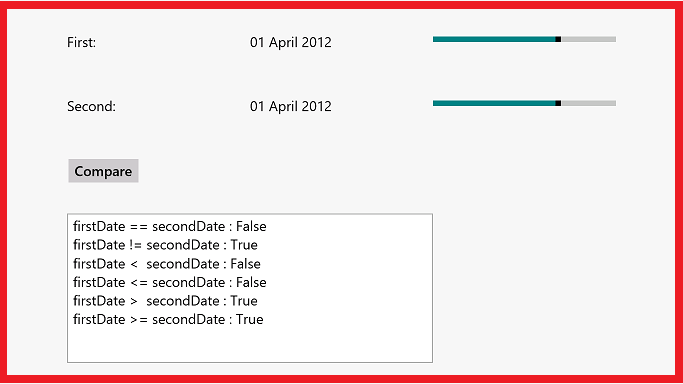 First: 01 April 2012
Second: 01 April 2012
Compare
firstDate == secondDate : False
firstDate != secondDate : True
firstDate <  secondDate : False
firstDate <= secondDate : False
firstDate >  secondDate : True
firstDate >= secondDate : True